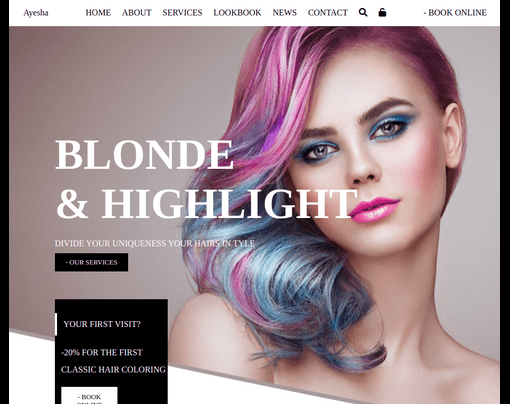 Ayesha HOME ABOUT SERVICES LOOKBOOK NEWS CONTACT - BOOK ONLINE
BLONDE
& HIGHLIGHT
DIVIDE YOUR UNIQUENESS YOUR HAIRS IN TYLE
- OUR SERVICES
YOUR FIRST VISIT?
-20% FOR THE FIRST
CLASSIC HAIR COLORING
- BOOK
ONLINE